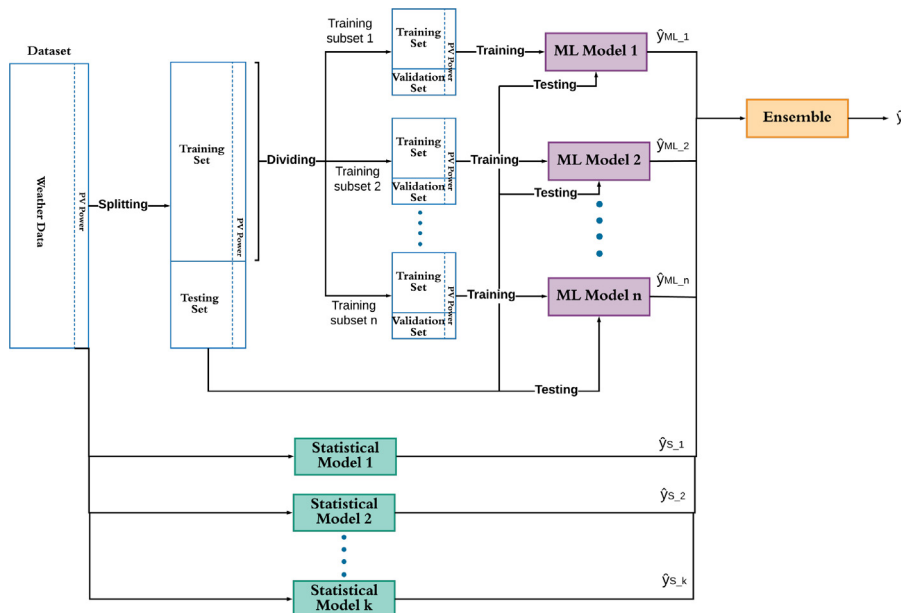 Dataset
Weather Data
PV Power
Splitting
Training
Set
PV Power
Testing
Set
Dividing
Training
subset 1
Training
subset 2
Training
subset n
Training
Set
PV Power
Validation
Set
Training
Set
PV Power
Validation
Set
Training
Set
PV Power
Validation
Set
Training
Training
Training
Testing
Testing
Testing
ML Model 1
ML Model 2
ML Model n
ŷML_1
ŷML_2
ŷML_n
Ensemble
ŷ
Statistical
Model 1
ŷS_1
Statistical
Model 2
ŷS_2
Statistical
Model k
ŷS_k